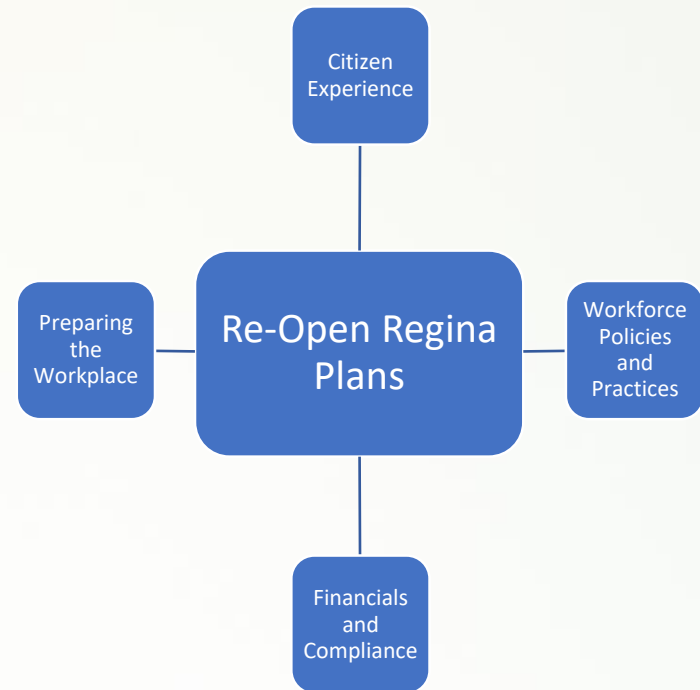 Citizen
Experience
Preparing
the
Workplace
Re-Open Regina
Plans
Workforce
Policies
and
Practices
Financials
and
Compliance